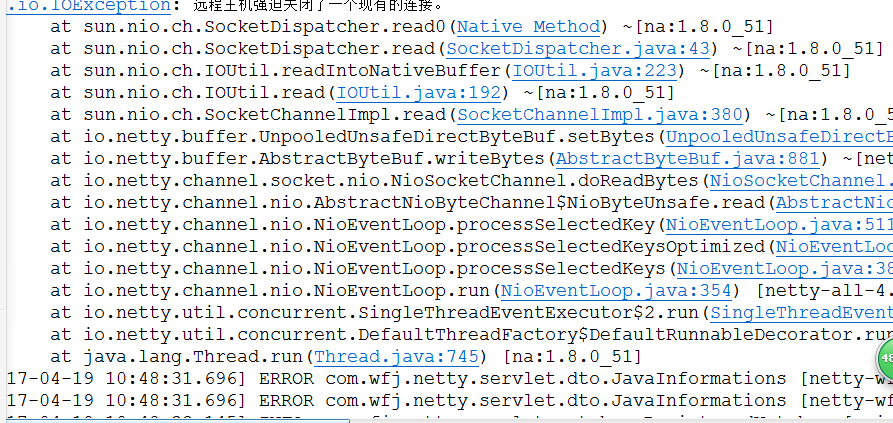 .io.IOException: 远程主机强迫关闭了一个现有的连接。
at sun.nio.ch.SocketDispatcher.read0(Native Method) ~[na:1.8.0_51]
at sun.nio.ch.SocketDispatcher.read(SocketDispatcher.java:43) ~[na:1.8.0_51]
at sun.nio.ch.IOUtil.readIntoNativeBuffer(IOUtil.java:223) ~[na:1.8.0_51]
at sun.nio.ch.IOUtil.read(IOUtil.java:192) ~[na:1.8.0_51]
at sun.nio.ch.SocketChannelImpl.read(SocketChannelImpl.java:380) ~[na:1.8.0_5
at io.netty.buffer.UnpooledUnsafeDirectByteBuf.setBytes(UnpooledUnsafeDirectB
at io.netty.buffer.AbstractByteBuf.writeBytes(AbstractByteBuf.java:881) ~[net
at io.netty.channel.socket.nio.NioSocketChannel.doReadBytes(NioSocketChannel.
at io.netty.channel.nio.AbstractNioByteChannel$NioByteUnsafe.read(AbstractNio
at io.netty.channel.nio.NioEventLoop.processSelectedKey(NioEventLoop.java:511
at io.netty.channel.nio.NioEventLoop.processSelectedKeysOptimized(NioEventLoo
at io.netty.channel.nio.NioEventLoop.processSelectedKeys(NioEventLoop.java:38
at io.netty.channel.nio.NioEventLoop.run(NioEventLoop.java:354) [netty-all-4.
at io.netty.util.concurrent.SingleThreadEventExecutor$2.run(SingleThreadEvent
at io.netty.util.concurrent.DefaultThreadFactory$DefaultRunnableDecorator.run
at java.lang.Thread.run(Thread.java:745) [na:1.8.0_51]
48
17-04-19 10:48:31.696] ERROR com.wfj.netty.servlet.dto.JavaInformations [netty-wf
17-04-19 10:48:31.696] ERROR com.wfj.netty.servlet.dto.JavaInformations [netty-wf